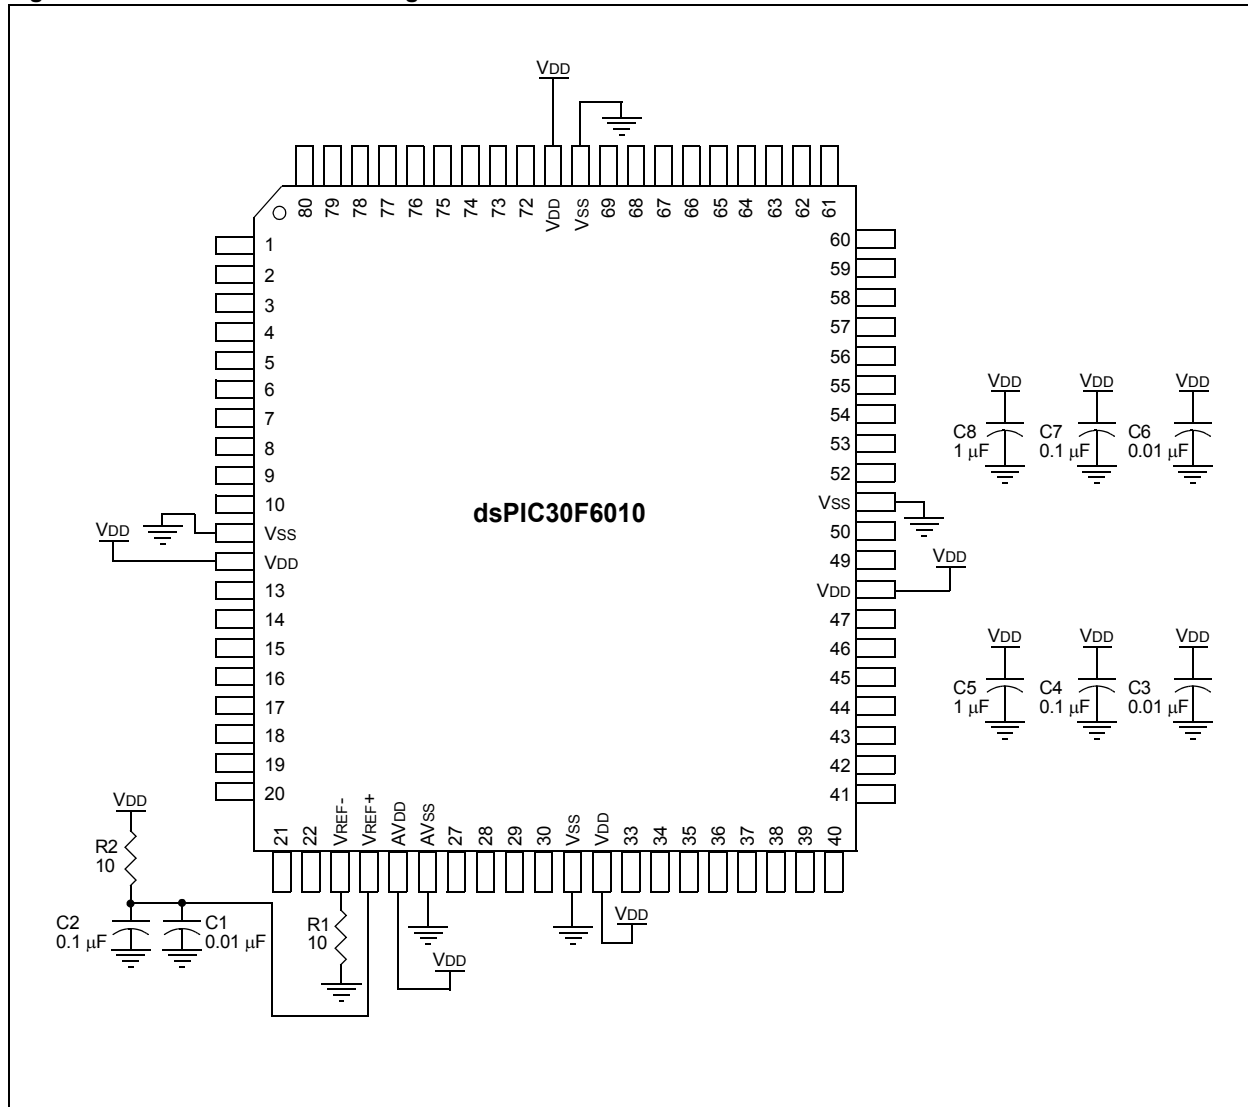 VDD
80 79 78 77 76 75 74 73 72 VDD VSS 69 68 67 66 65 64 63 62 61
1
2
3
4
5
6
7
8
9
10
VSS
VDD
VDD
13
14
15
16
17
18
19
20
dsPIC30F6010
60
59
58
57
56
55
54
53
52
VSS
50
49
VDD
VDD
47
46
45
44
43
42
41
VDD VDD VDD
C8 C7 C6
1 µF 0.1 µF 0.01 µF
VDD VDD VDD
C5 C4 C3
1 µF 0.1 µF 0.01 µF
21 22 VREF- VREF+ AVDD AVSS 27 28 29 30 VSS VDD 33 34 35 36 37 38 39 40
VDD
R2
10
C2 C1
0.1 µF 0.01 µF
R1
10
VDD
VDD